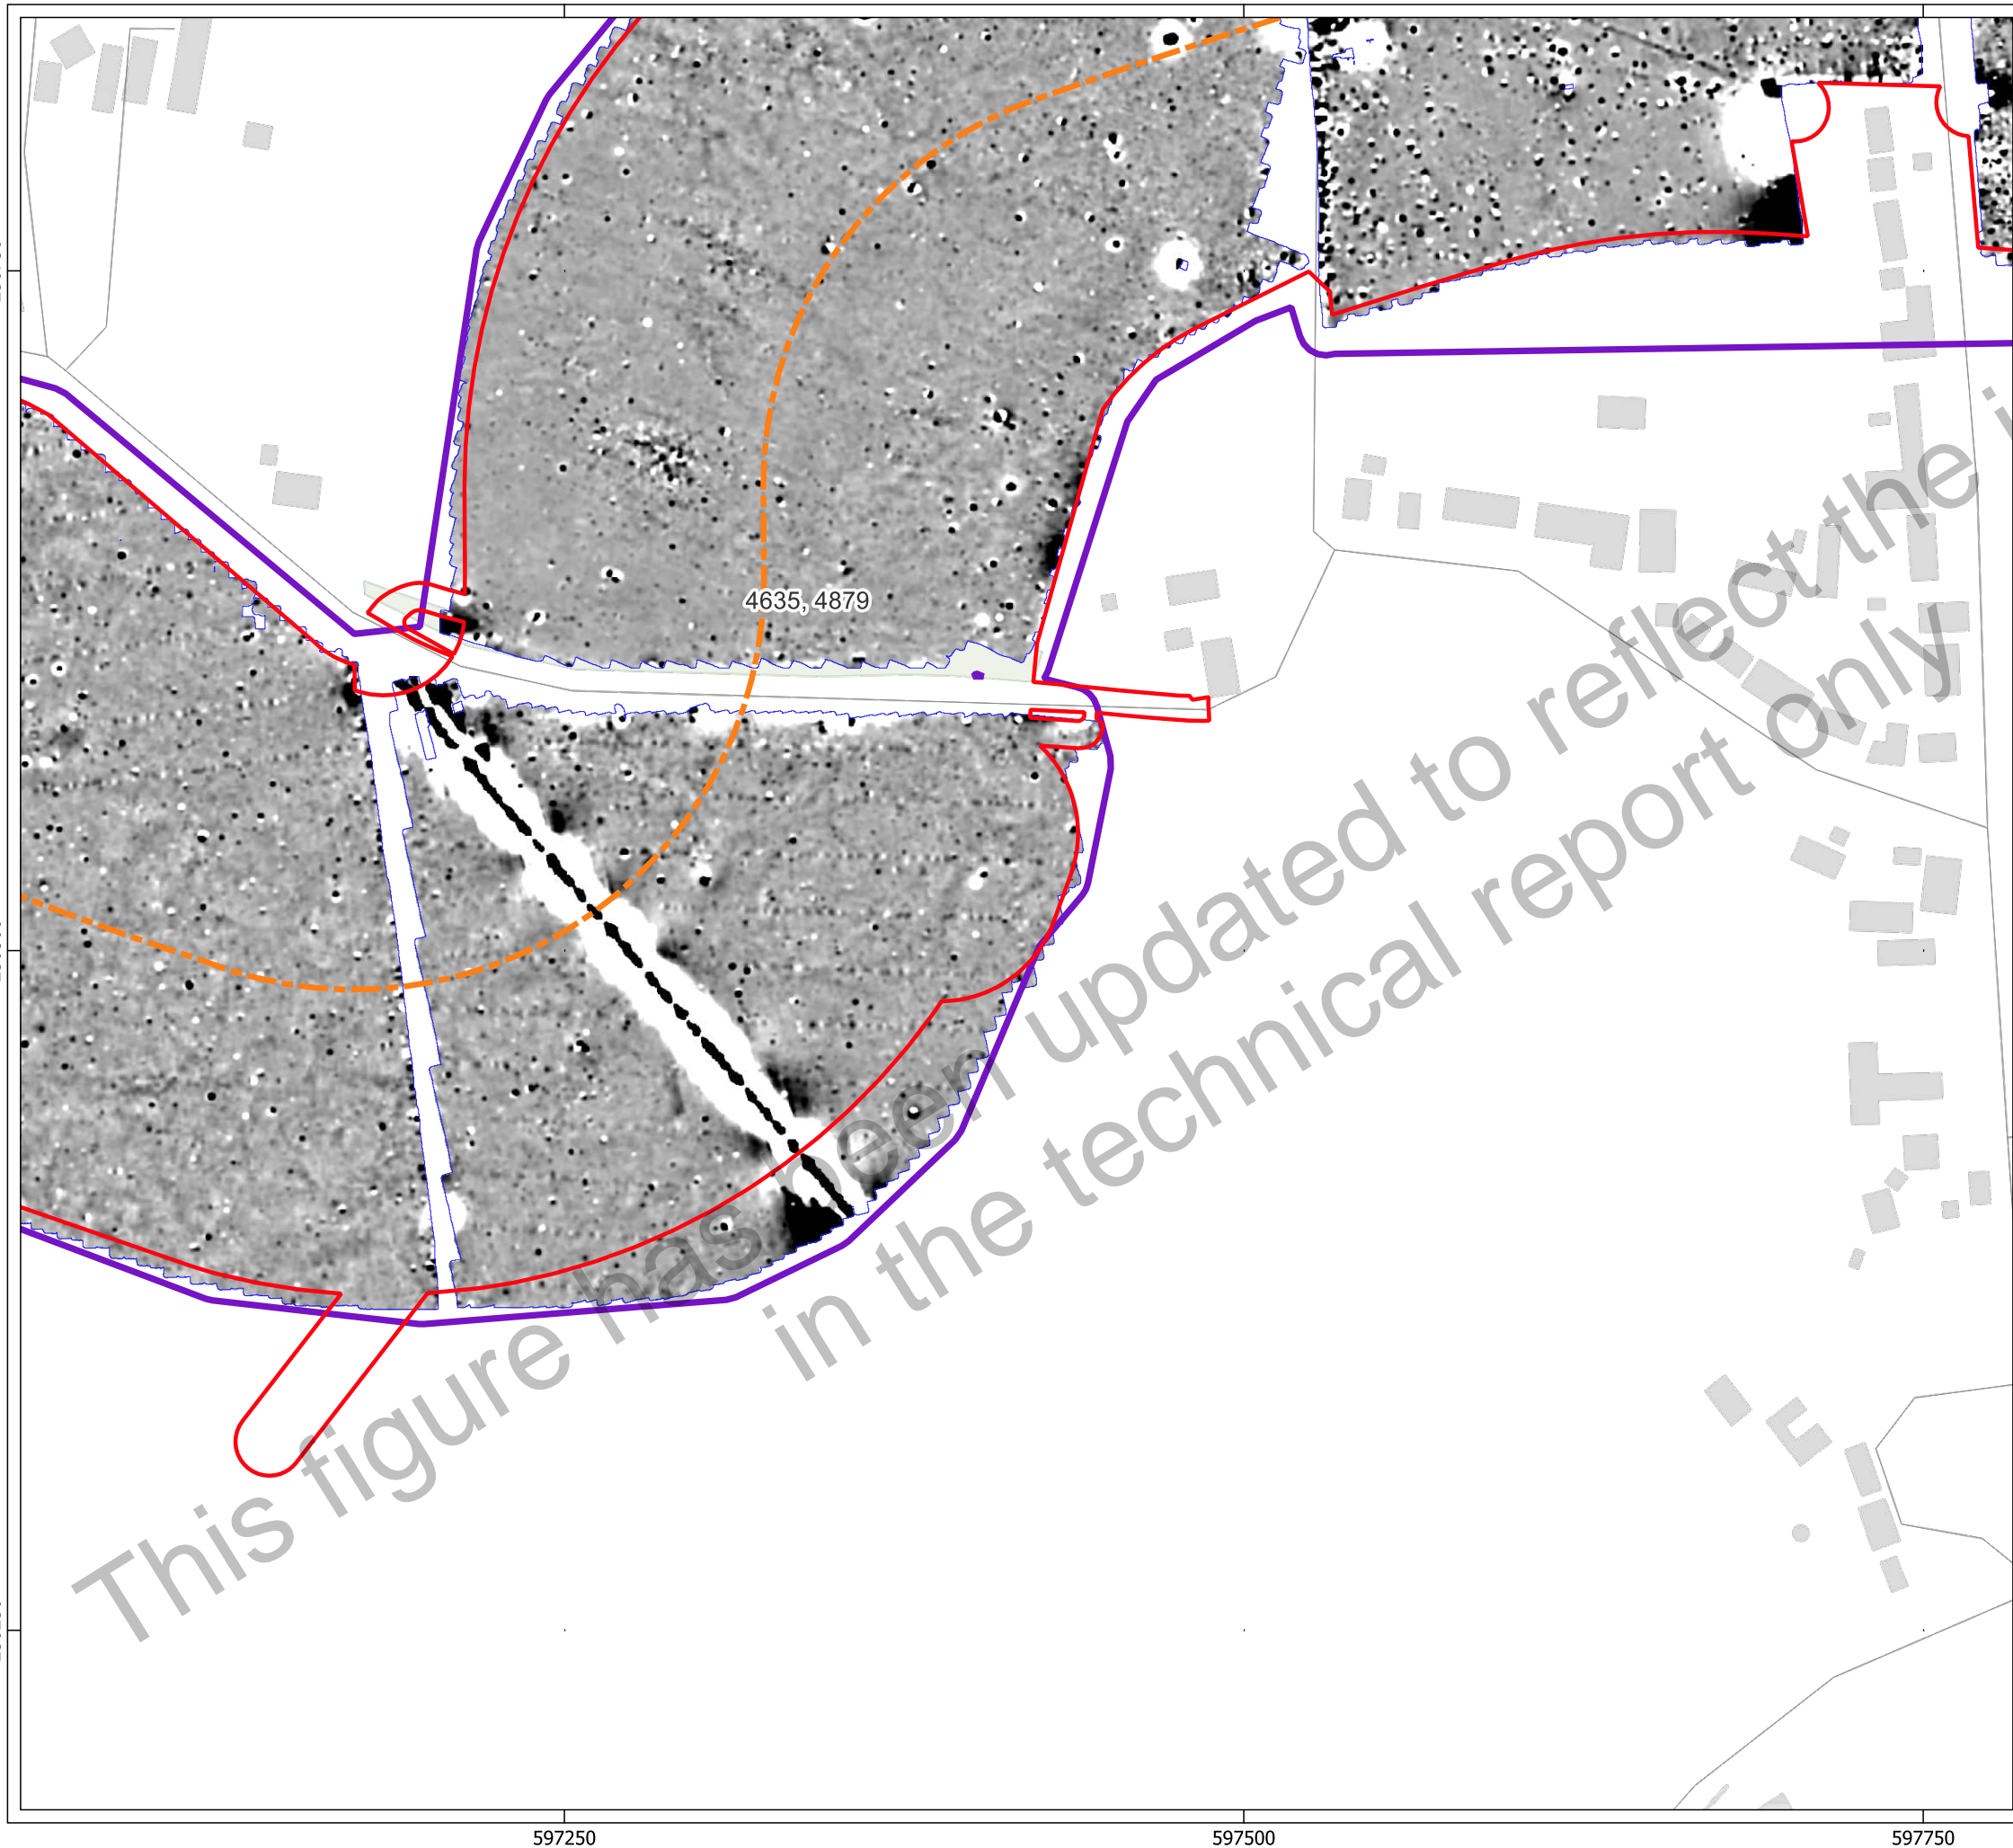 4635, 4879
This figure has been updated to reflect the
in the technical report only
597250
597500
597750